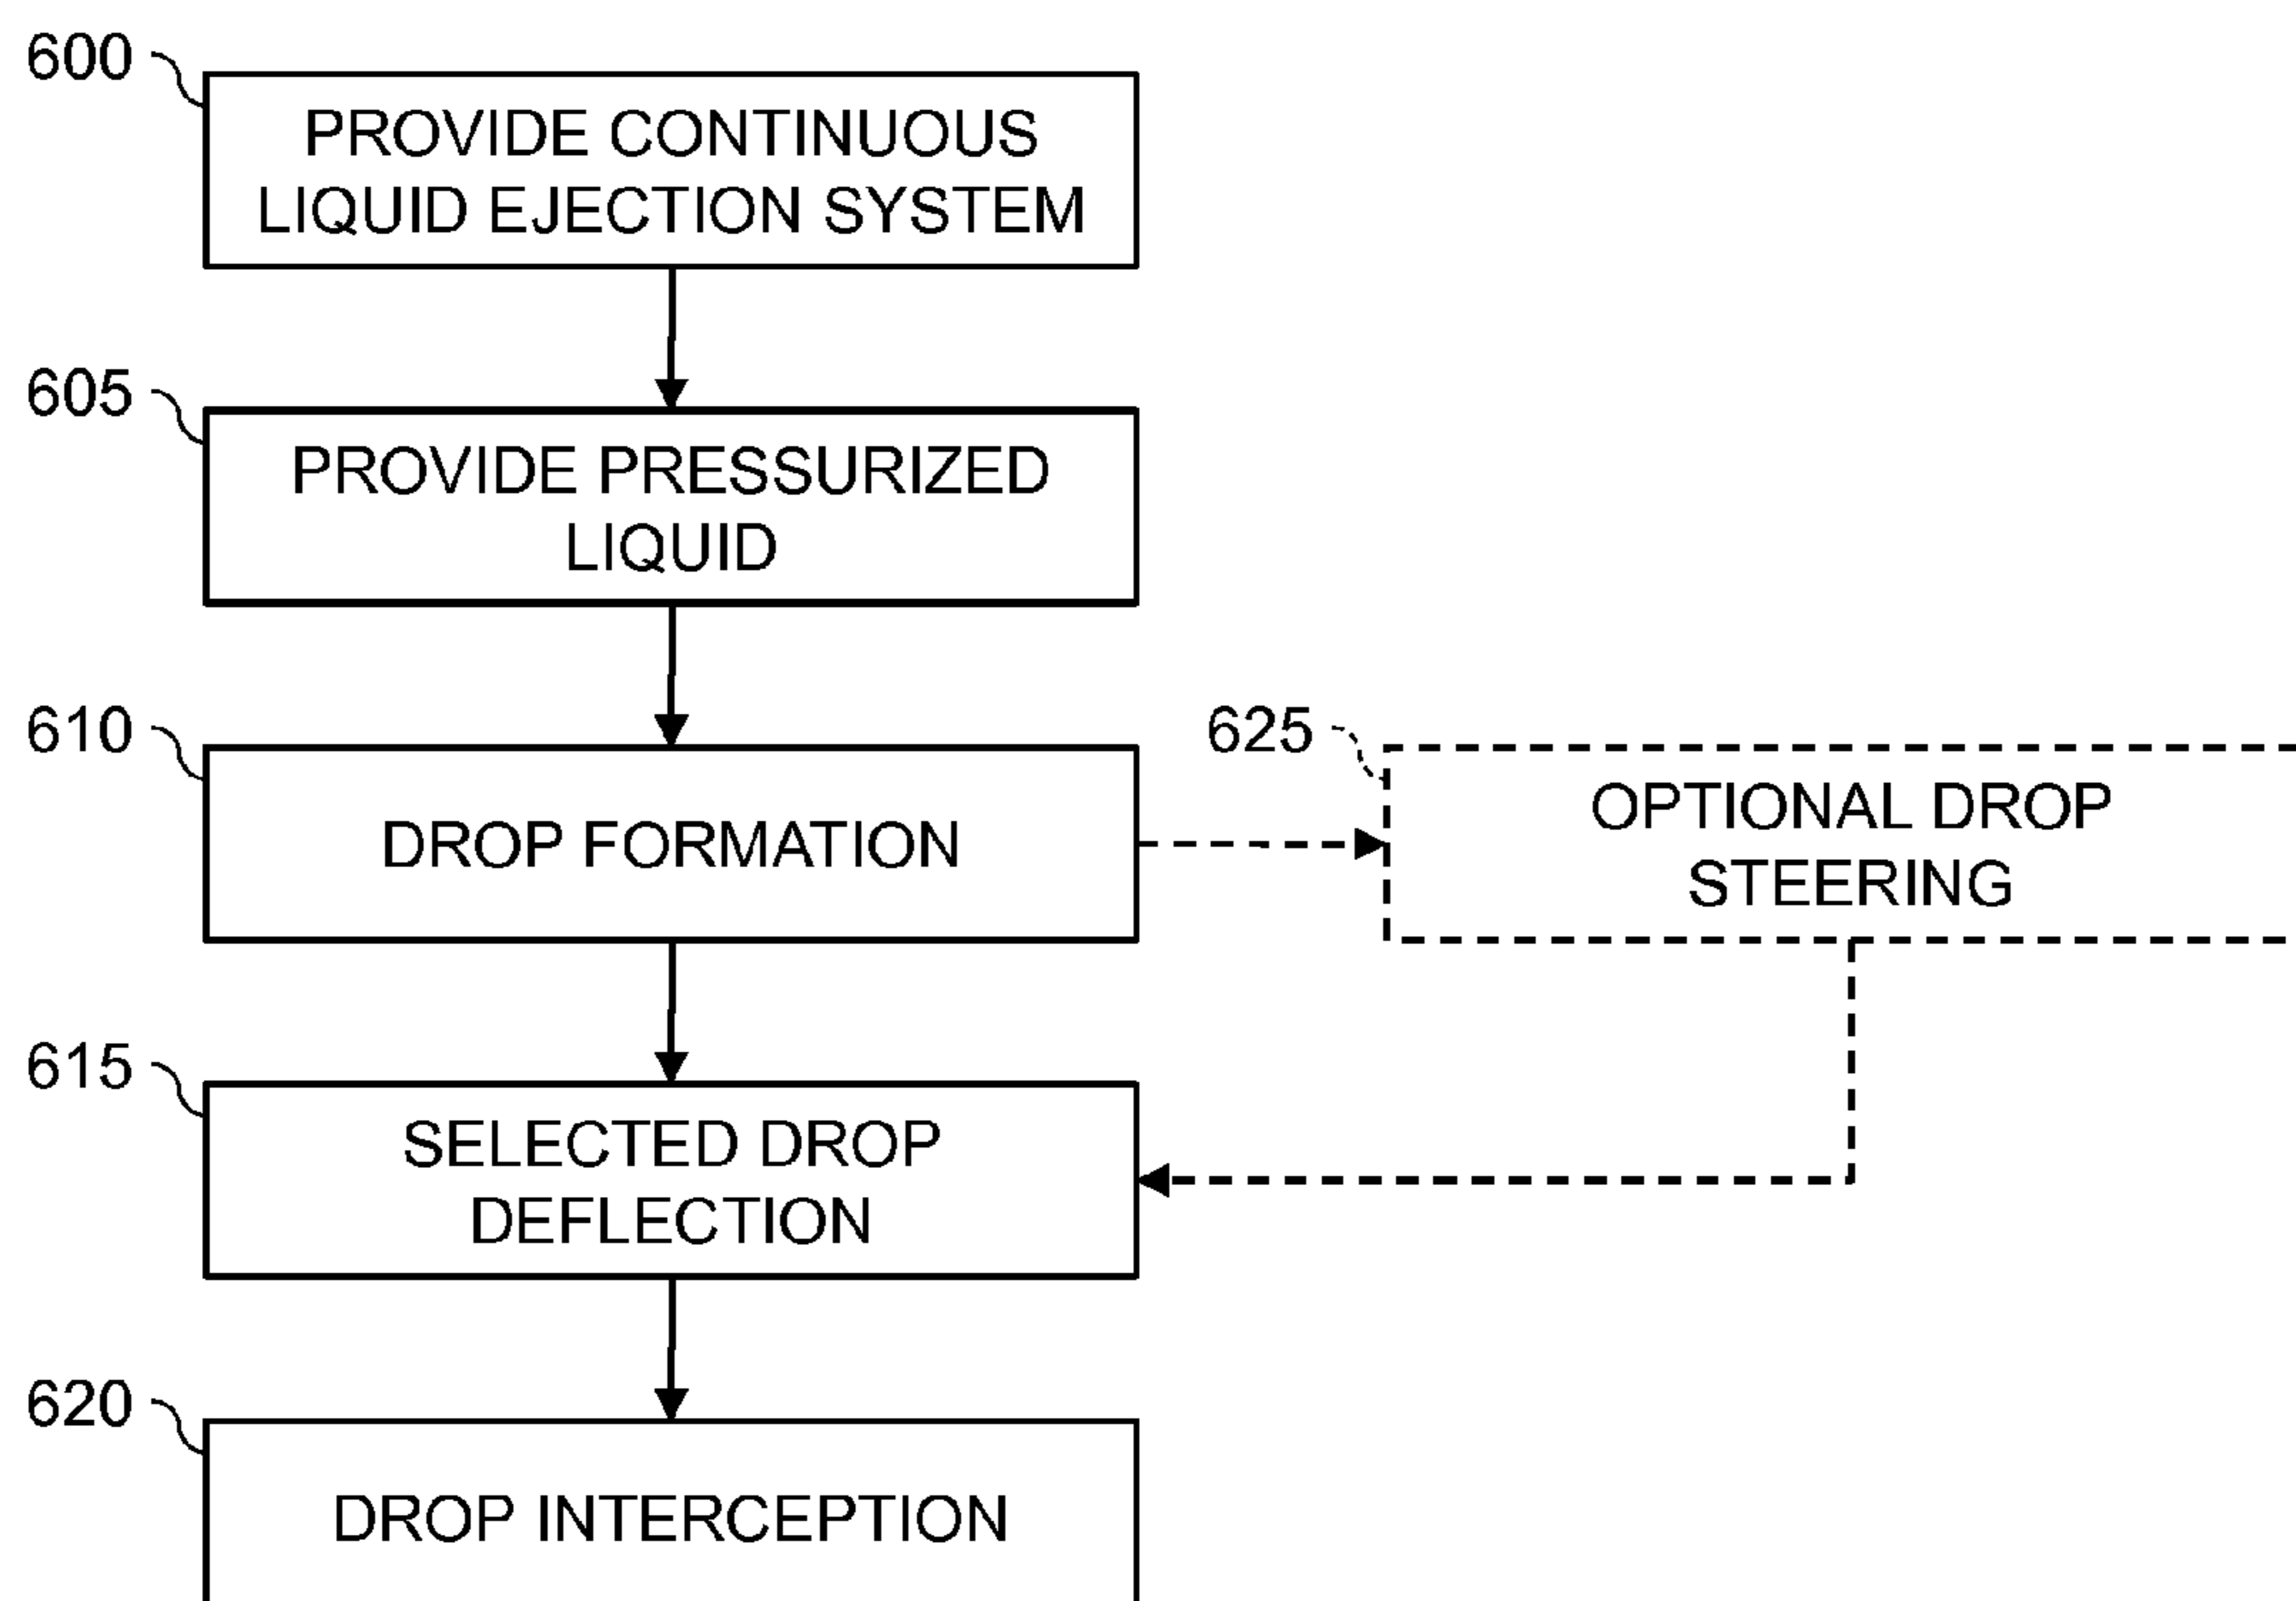 600
PROVIDE CONTINUOUS
LIQUID EJECTION SYSTEM
605
PROVIDE PRESSURIZED
LIQUID
610
DROP FORMATION
625
OPTIONAL DROP
STEERING
615
SELECTED DROP
DEFLECTION
620
DROP INTERCEPTION